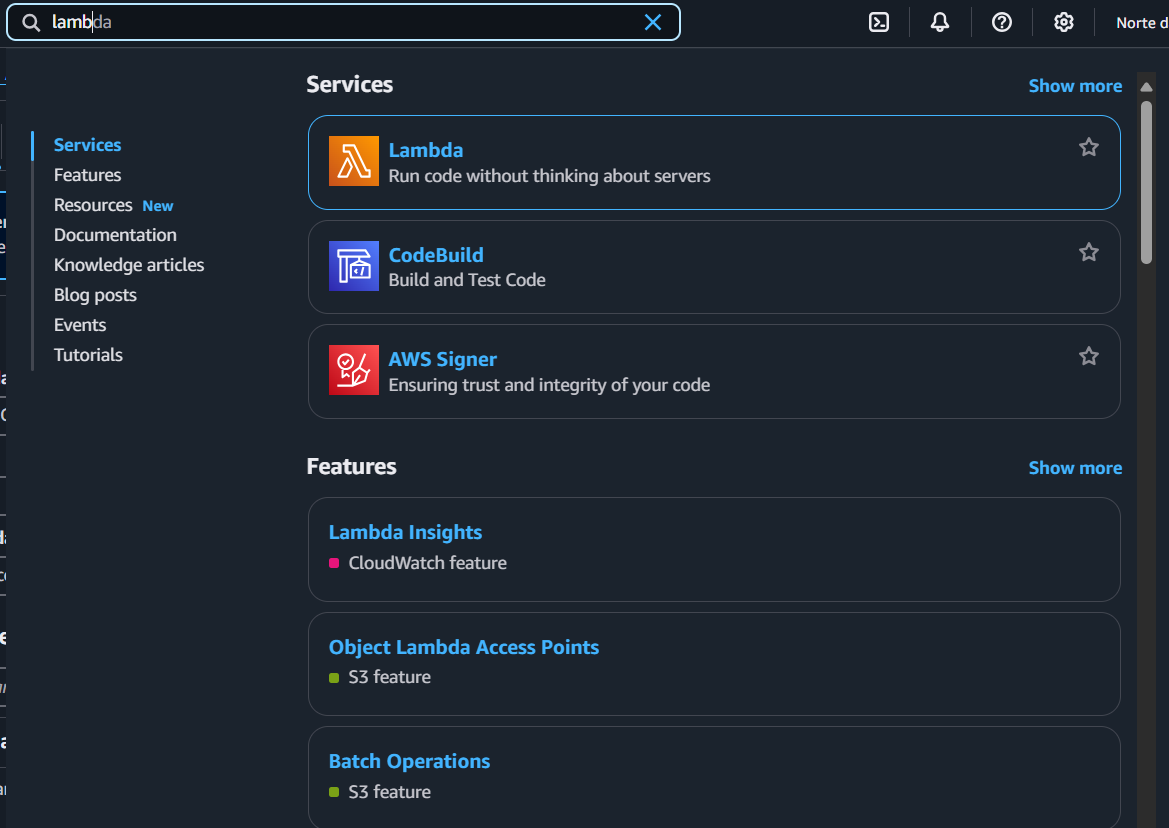 lambda
Norte d
Services
Features
Resources New
Documentation
Knowledge articles
Blog posts
Events
Tutorials
Services
Show more
Lambda
Run code without thinking about servers
CodeBuild
Build and Test Code
AWS Signer
Ensuring trust and integrity of your code
Features
Show more
Lambda Insights
CloudWatch feature
Object Lambda Access Points
S3 feature
Batch Operations
S3 feature